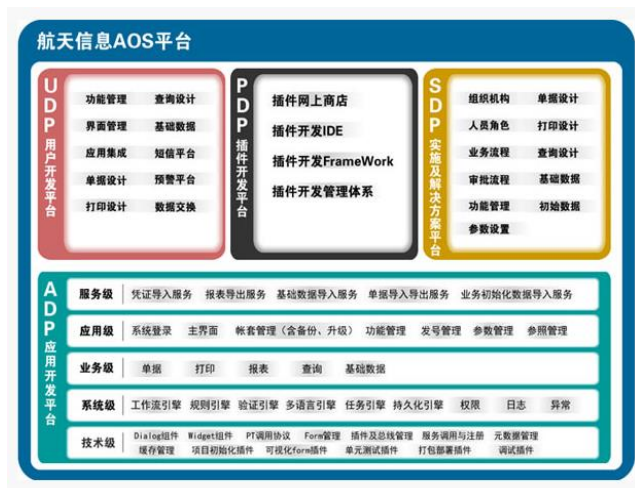 航天信息AOS平台
UDP用户开发平台
功能管理 查询设计
界面管理 基础数据
应用集成 短信平台
单据设计 预警平台
打印设计 数据交换
PDP插件开发平台
插件网上商店
插件开发IDE
插件开发FrameWork
插件开发管理体系
SDP实施及解决方案平台
组织机构 单据设计
人员角色 打印设计
业务流程 查询设计
审批流程 基础数据
功能管理 初始数据
参数设置
ADP应用开发平台
服务级 凭证导入服务 报表导出服务 基础数据导入服务 单据导入导出服务 业务初始化数据导入服务
应用级 系统登录 主界面 帐套管理（含备份、升级） 功能管理 发号管理 参数管理 参照管理
业务级 单据 打印 报表 查询 基础数据
系统级 工作流引擎 规则引擎 验证引擎 多语言引擎 任务引擎 持久化引擎 权限 日志 异常
技术级 Dialog组件 Widget组件 PT调用协议 Form管理 插件及总线管理 服务调用与注册 元数据管理
缓存管理 项目初始化插件 可视化form插件 单元测试插件 打包部署插件 调试插件